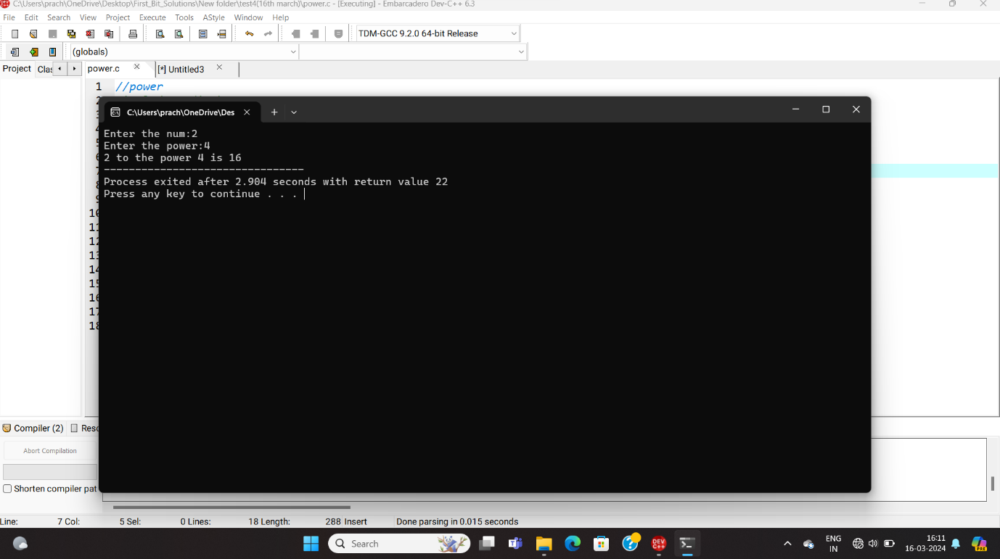 C:\Users\prach\OneDrive\Desktop\First_Bit_Solutions\New folder\test4(16th march)\power.c - [Executing] - Embarcadero Dev-C++ 6.3
File Edit Search View Project Execute Tools AStyle Window Help
TDM-GCC 9.2.0 64-bit Release
(globals)
Project Clas power.c [*] Untitled3
1 //power
C:\Users\prach\OneDrive\Des
Enter the num:2
Enter the power:4
2 to the power 4 is 16
--------------------------------
Process exited after 2.904 seconds with return value 22
Press any key to continue . . .
Compiler (2) Reso
Abort Compilation
Shorten compiler pat
Line: 7 Col: 5 Sel: 0 Lines: 18 Length: 288 Insert Done parsing in 0.015 seconds
Search
DEV C++
ENG
IN
16:11
16-03-2024
PRE